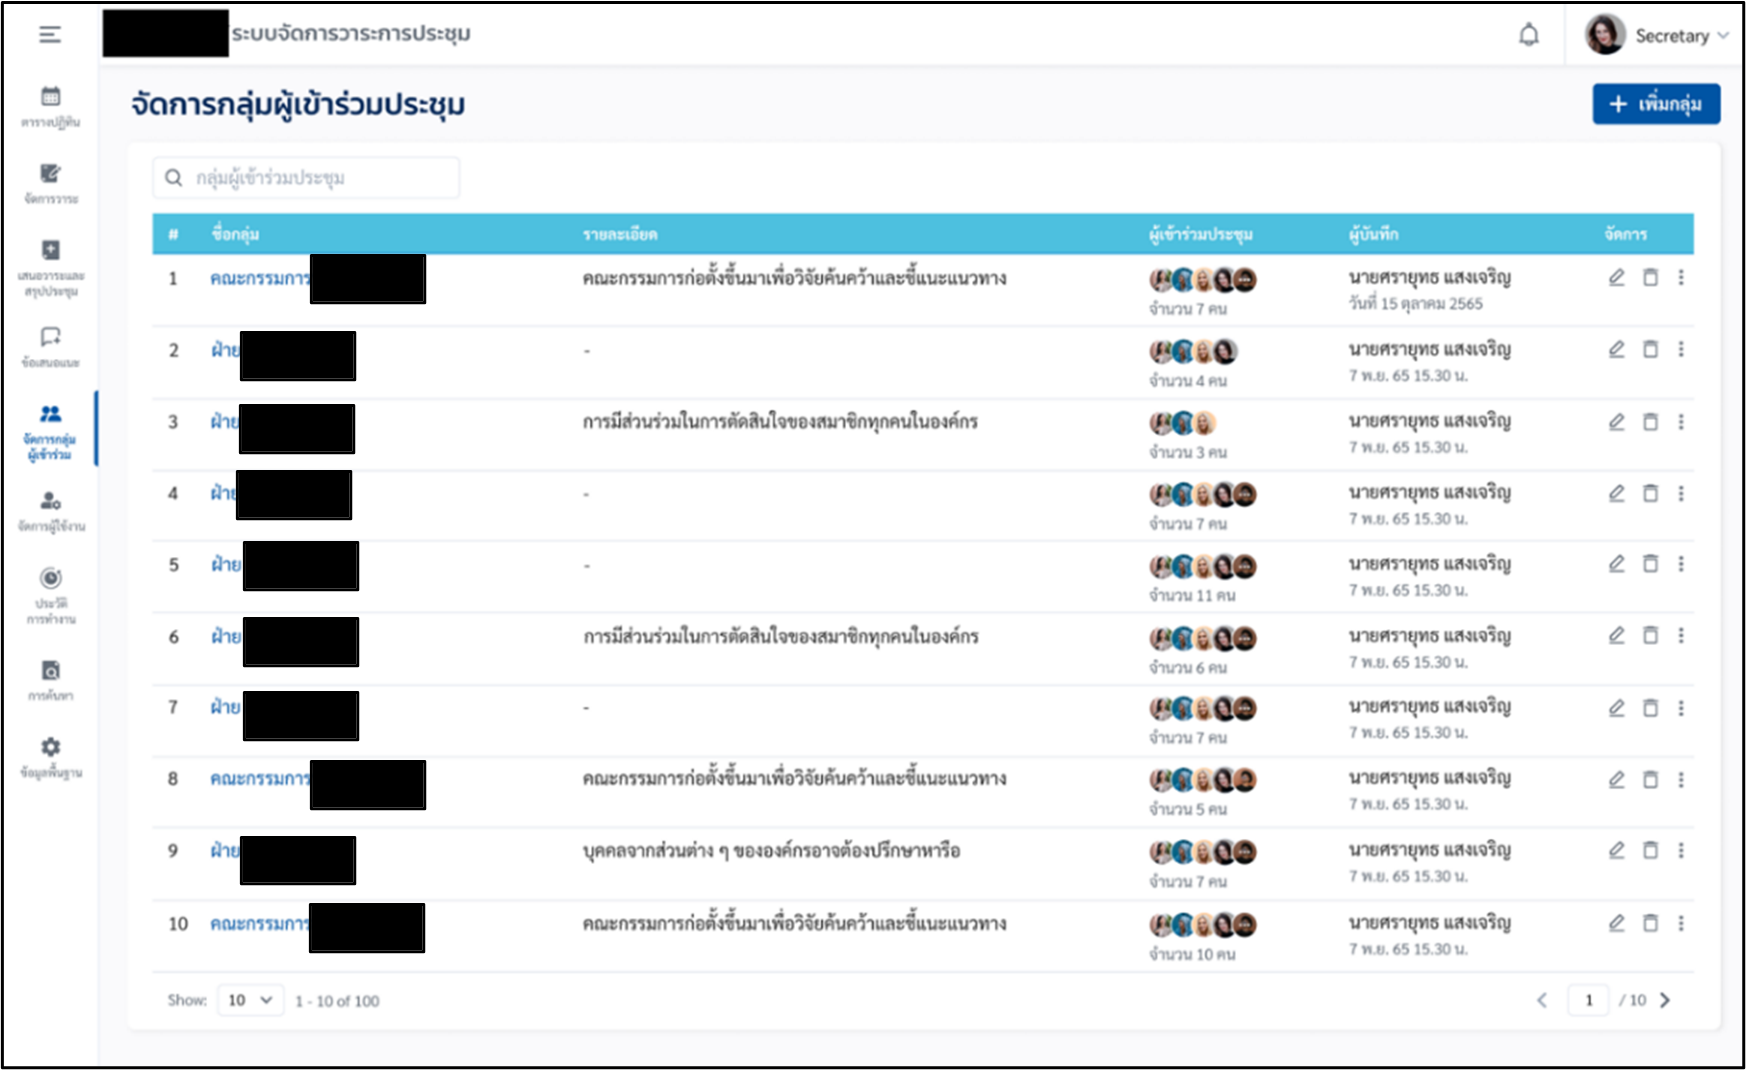 ระบบจัดการวาระการประชุม
Secretary
ตารางปฏิทิน
จัดการวาระ
เสนอวาระและ
สรุปประชุม
ข้อเสนอแนะ
จัดการกลุ่ม
ผู้เข้าร่วม
จัดการผู้ใช้งาน
ประวัติ
การทำงาน
การค้นหา
ข้อมูลพื้นฐาน
จัดการกลุ่มผู้เข้าร่วมประชุม
+ เพิ่มกลุ่ม
กลุ่มผู้เข้าร่วมประชุม
# ชื่อกลุ่ม รายละเอียด ผู้เข้าร่วมประชุม ผู้บันทึก จัดการ
1 คณะกรรมการ คณะกรรมการก่อตั้งขึ้นมาเพื่อวิจัยค้นคว้าและชี้แนะแนวทาง นายศรายุทธ แสงเจริญ
จำนวน 7 คน วันที่ 15 ตุลาคม 2565
2 ฝ่าย - นายศรายุทธ แสงเจริญ
จำนวน 4 คน 7 พ.ย. 65 15.30 น.
3 ฝ่าย การมีส่วนร่วมในการตัดสินใจของสมาชิกทุกคนในองค์กร นายศรายุทธ แสงเจริญ
จำนวน 3 คน 7 พ.ย. 65 15.30 น.
4 ฝ่าย - นายศรายุทธ แสงเจริญ
จำนวน 7 คน 7 พ.ย. 65 15.30 น.
5 ฝ่าย - นายศรายุทธ แสงเจริญ
จำนวน 11 คน 7 พ.ย. 65 15.30 น.
6 ฝ่าย การมีส่วนร่วมในการตัดสินใจของสมาชิกทุกคนในองค์กร นายศรายุทธ แสงเจริญ
จำนวน 6 คน 7 พ.ย. 65 15.30 น.
7 ฝ่าย - นายศรายุทธ แสงเจริญ
จำนวน 7 คน 7 พ.ย. 65 15.30 น.
8 คณะกรรมการ คณะกรรมการก่อตั้งขึ้นมาเพื่อวิจัยค้นคว้าและชี้แนะแนวทาง นายศรายุทธ แสงเจริญ
จำนวน 5 คน 7 พ.ย. 65 15.30 น.
9 ฝ่าย บุคคลจากส่วนต่าง ๆ ขององค์กรอาจต้องปรึกษาหารือ นายศรายุทธ แสงเจริญ
จำนวน 7 คน 7 พ.ย. 65 15.30 น.
10 คณะกรรมการ คณะกรรมการก่อตั้งขึ้นมาเพื่อวิจัยค้นคว้าและชี้แนะแนวทาง นายศรายุทธ แสงเจริญ
จำนวน 10 คน 7 พ.ย. 65 15.30 น.
Show: 10 1 - 10 of 100 1 / 10